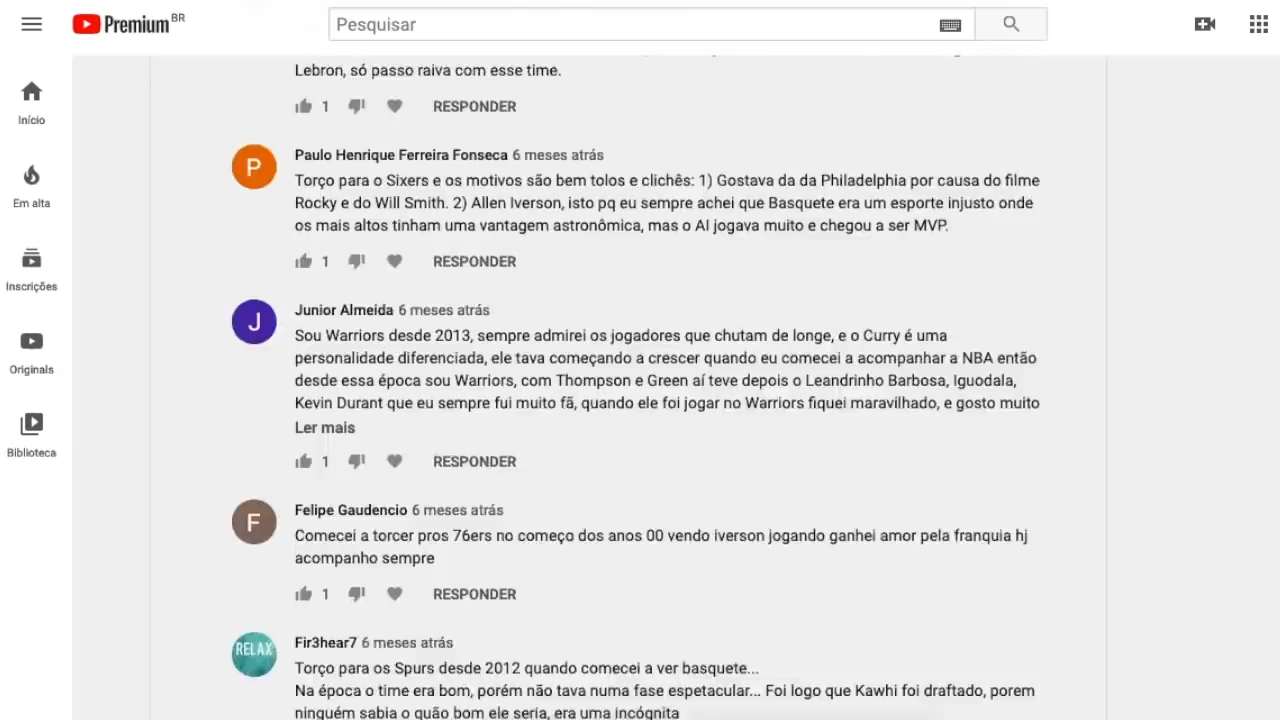 Premium BR
Pesquisar
Lebron, só passo raiva com esse time.
1 RESPONDER
Início
P
Paulo Henrique Ferreira Fonseca 6 meses atrás
Torço para o Sixers e os motivos são bem tolos e clichês: 1) Gostava da da Philadelphia por causa do filme
Rocky e do Will Smith. 2) Allen Iverson, isto pq eu sempre achei que Basquete era um esporte injusto onde
os mais altos tinham uma vantagem astronômica, mas o AI jogava muito e chegou a ser MVP.
Em alta
1 RESPONDER
Inscrições
J
Junior Almeida 6 meses atrás
Sou Warriors desde 2013, sempre admirei os jogadores que chutam de longe, e o Curry é uma
personalidade diferenciada, ele tava começando a crescer quando eu comecei a acompanhar a NBA então
desde essa época sou Warriors, com Thompson e Green aí teve depois o Leandrinho Barbosa, Iguodala,
Kevin Durant que eu sempre fui muito fã, quando ele foi jogar no Warriors fiquei maravilhado, e gosto muito
Ler mais
Originals
Biblioteca
1 RESPONDER
F
Felipe Gaudencio 6 meses atrás
Comecei a torcer pros 76ers no começo dos anos 00 vendo iverson jogando ganhei amor pela franquia hj
acompanho sempre
1 RESPONDER
RELAX
Fir3hear7 6 meses atrás
Torço para os Spurs desde 2012 quando comecei a ver basquete...
Na época o time era bom, porém não tava numa fase espetacular... Foi logo que Kawhi foi draftado, porem
ninguém sabia o quão bom ele seria, era uma incógnita